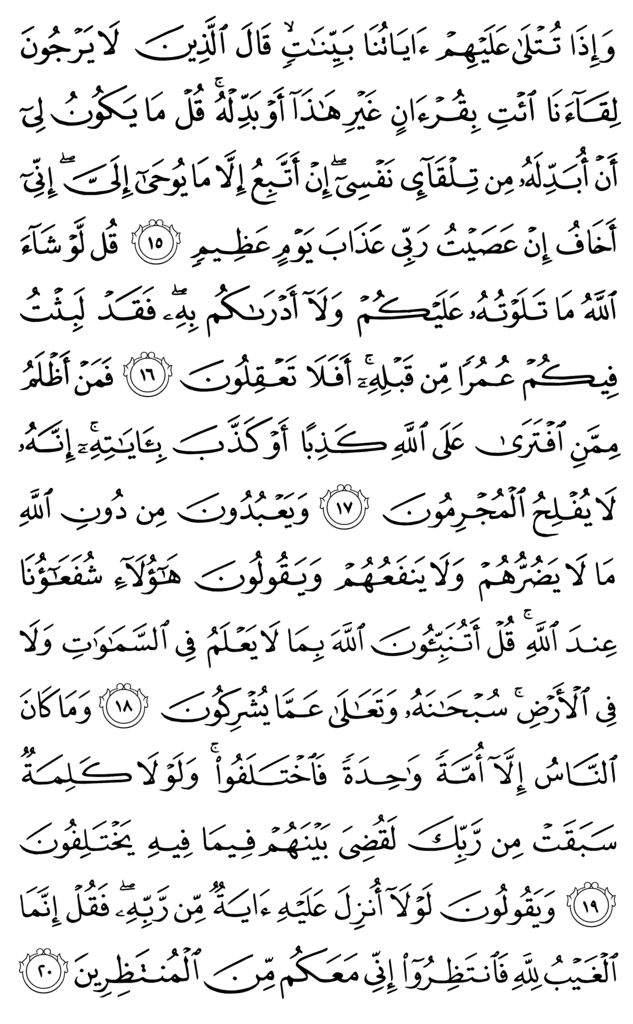 وَإِذَا تُتۡلَىٰ عَلَيۡهِمۡ ءَايَاتُنَا بَيِّنَٰتٖ قَالَ ٱلَّذِينَ لَا يَرۡجُونَ
لِقَآءَنَا ٱئۡتِ بِقُرۡءَانٍ غَيۡرِ هَٰذَآ أَوۡ بَدِّلۡهُۚ قُلۡ مَا يَكُونُ لِيٓ
أَنۡ أُبَدِّلَهُۥ مِن تِلۡقَآيِٕ نَفۡسِيٓۖ إِنۡ أَتَّبِعُ إِلَّا مَا يُوحَىٰٓ إِلَيَّۖ إِنِّيٓ
أَخَافُ إِنۡ عَصَيۡتُ رَبِّي عَذَابَ يَوۡمٍ عَظِيمٖ ١٥ قُل لَّوۡ شَآءَ
ٱللَّهُ مَا تَلَوۡتُهُۥ عَلَيۡكُمۡ وَلَآ أَدۡرَىٰكُم بِهِۦۖ فَقَدۡ لَبِثۡتُ
فِيكُمۡ عُمُرٗا مِّن قَبۡلِهِۦٓۚ أَفَلَا تَعۡقِلُونَ ١٦ فَمَنۡ أَظۡلَمُ
مِمَّنِ ٱفۡتَرَىٰ عَلَى ٱللَّهِ كَذِبًا أَوۡ كَذَّبَ بِـَٔايَٰتِهِۦٓۚ إِنَّهُۥ
لَا يُفۡلِحُ ٱلۡمُجۡرِمُونَ ١٧ وَيَعۡبُدُونَ مِن دُونِ ٱللَّهِ
مَا لَا يَضُرُّهُمۡ وَلَا يَنفَعُهُمۡ وَيَقُولُونَ هَٰٓؤُلَآءِ شُفَعَٰٓؤُنَا
عِندَ ٱللَّهِۚ قُلۡ أَتُنَبِّـُٔونَ ٱللَّهَ بِمَا لَا يَعۡلَمُ فِي ٱلسَّمَٰوَٰتِ وَلَا
فِي ٱلۡأَرۡضِۚ سُبۡحَٰنَهُۥ وَتَعَٰلَىٰ عَمَّا يُشۡرِكُونَ ١٨ وَمَا كَانَ
ٱلنَّاسُ إِلَّآ أُمَّةٗ وَٰحِدَةٗ فَٱخۡتَلَفُواْۚ وَلَوۡلَا كَلِمَةٞ
سَبَقَتۡ مِن رَّبِّكَ لَقُضِيَ بَيۡنَهُمۡ فِيمَا فِيهِ يَخۡتَلِفُونَ
١٩ وَيَقُولُونَ لَوۡلَآ أُنزِلَ عَلَيۡهِ ءَايَةٞ مِّن رَّبِّهِۦۖ فَقُلۡ إِنَّمَا
ٱلۡغَيۡبُ لِلَّهِ فَٱنتَظِرُوٓاْ إِنِّي مَعَكُم مِّنَ ٱلۡمُنتَظِرِينَ ٢٠